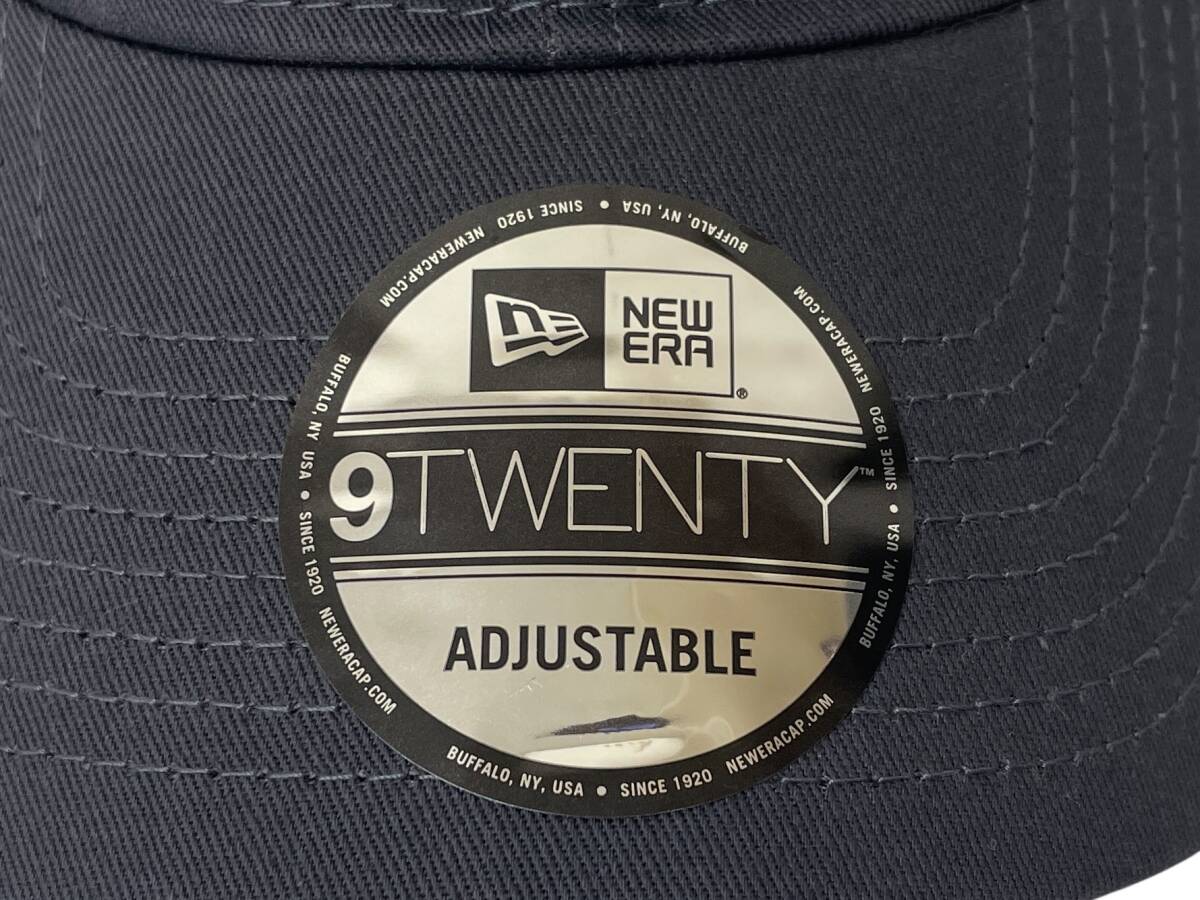 NE
NEW
ERA
®
9TWENTY™
ADJUSTABLE
BUFFALO, NY, USA • SINCE 1920 NEWERACAP.COM
BUFFALO, NY, USA • SINCE 1920 NEWERACAP.COM
BUFFALO, NY, USA • SINCE 1920 NEWERACAP.COM
BUFFALO, NY USA • SINCE 1920 NEWERACAP.COM